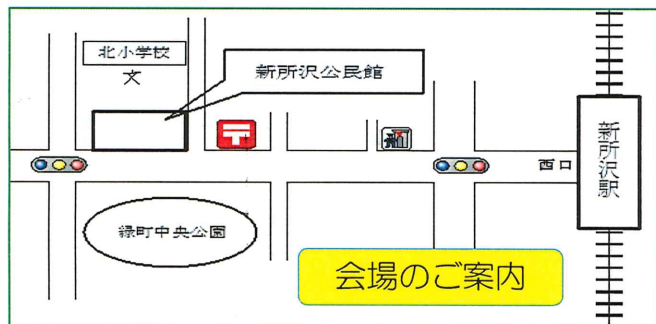 北小学校
文
新所沢公民館
新所沢駅
西口
緑町中央公園
会場のご案内